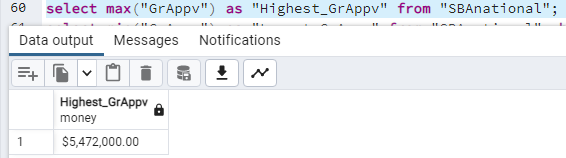 60 select max("GrAppv") as "Highest_GrAppv" from "SBAnational";
Data output Messages Notifications
Highest_GrAppv
money
1 $5,472,000.00